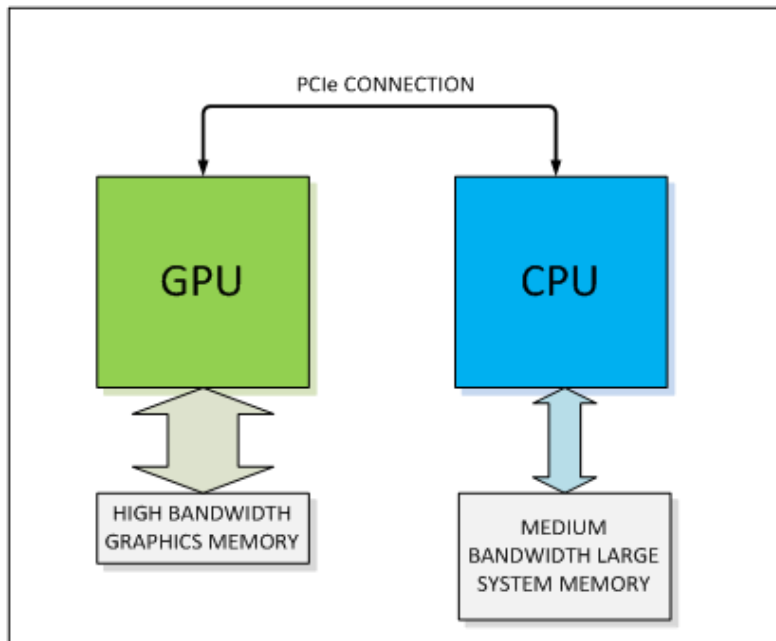 PCIe CONNECTION
GPU
CPU
HIGH BANDWIDTH
GRAPHICS MEMORY
MEDIUM
BANDWIDTH LARGE
SYSTEM MEMORY